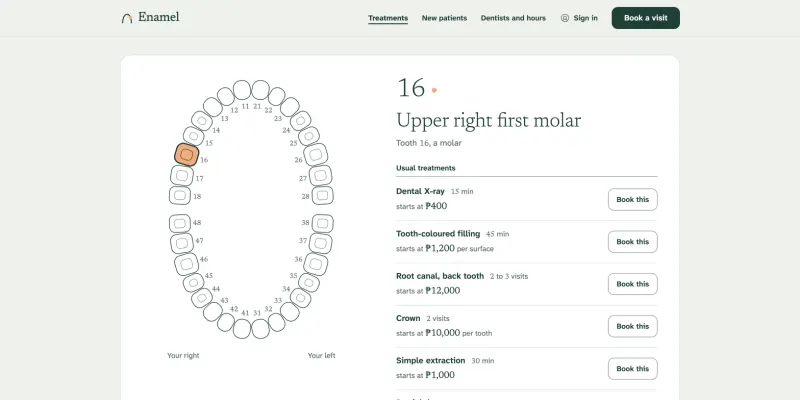 Enamel
Treatments
New patients
Dentists and hours
Sign in
Book a visit
12 11 21 22
13 23
14 24
15 25
16 26
17 27
18 28
48 38
47 37
46 36
45 35
44 34
43 33
42 41 31 32
Your right
Your left
16
Upper right first molar
Tooth 16, a molar
Usual treatments
Dental X-ray 15 min
starts at ₱400
Book this
Tooth-coloured filling 45 min
starts at ₱1,200 per surface
Book this
Root canal, back tooth 2 to 3 visits
starts at ₱12,000
Book this
Crown 2 visits
starts at ₱10,000 per tooth
Book this
Simple extraction 30 min
starts at ₱1,000
Book this